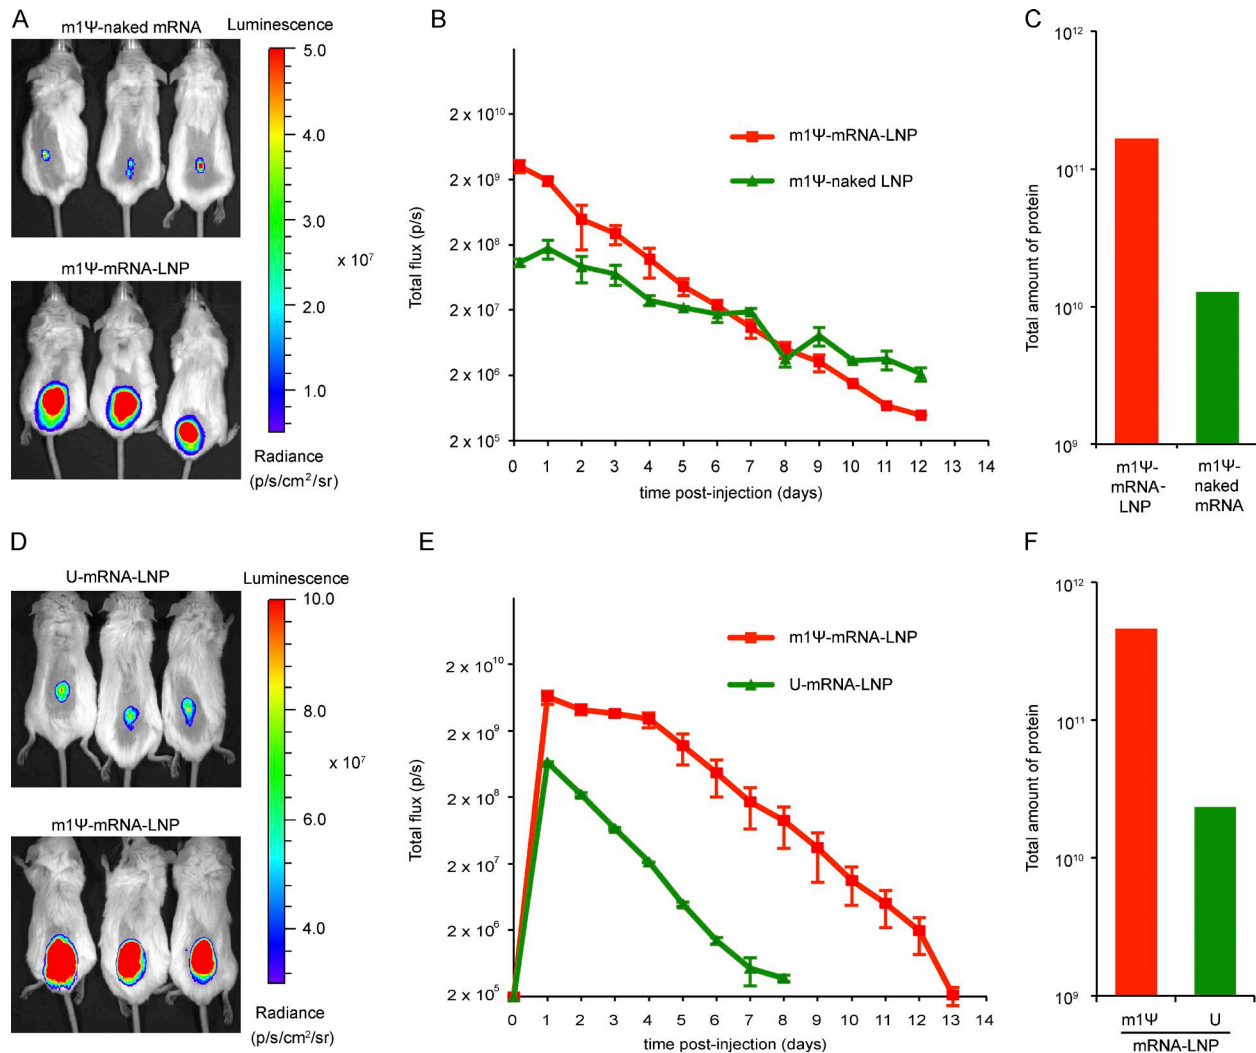 A
m1Ψ-naked mRNA
Luminescence
5.0
4.0
3.0
x 10⁷
2.0
1.0
Radiance
(p/s/cm²/sr)
m1Ψ-mRNA-LNP
B
2 x 10¹⁰
2 x 10⁹
2 x 10⁸
2 x 10⁷
2 x 10⁶
2 x 10⁵
Total flux (p/s)
m1Ψ-mRNA-LNP
m1Ψ-naked LNP
0 1 2 3 4 5 6 7 8 9 10 11 12 13 14
time post-injection (days)
C
10¹²
10¹¹
10¹⁰
10⁹
Total amount of protein
m1Ψ-
mRNA-
LNP
m1Ψ-
naked
mRNA
D
U-mRNA-LNP
Luminescence
10.0
8.0
x 10⁷
6.0
4.0
Radiance
(p/s/cm²/sr)
m1Ψ-mRNA-LNP
E
2 x 10¹⁰
2 x 10⁹
2 x 10⁸
2 x 10⁷
2 x 10⁶
2 x 10⁵
Total flux (p/s)
m1Ψ-mRNA-LNP
U-mRNA-LNP
0 1 2 3 4 5 6 7 8 9 10 11 12 13 14
time post-injection (days)
F
10¹²
10¹¹
10¹⁰
10⁹
Total amount of protein
m1Ψ U
mRNA-LNP